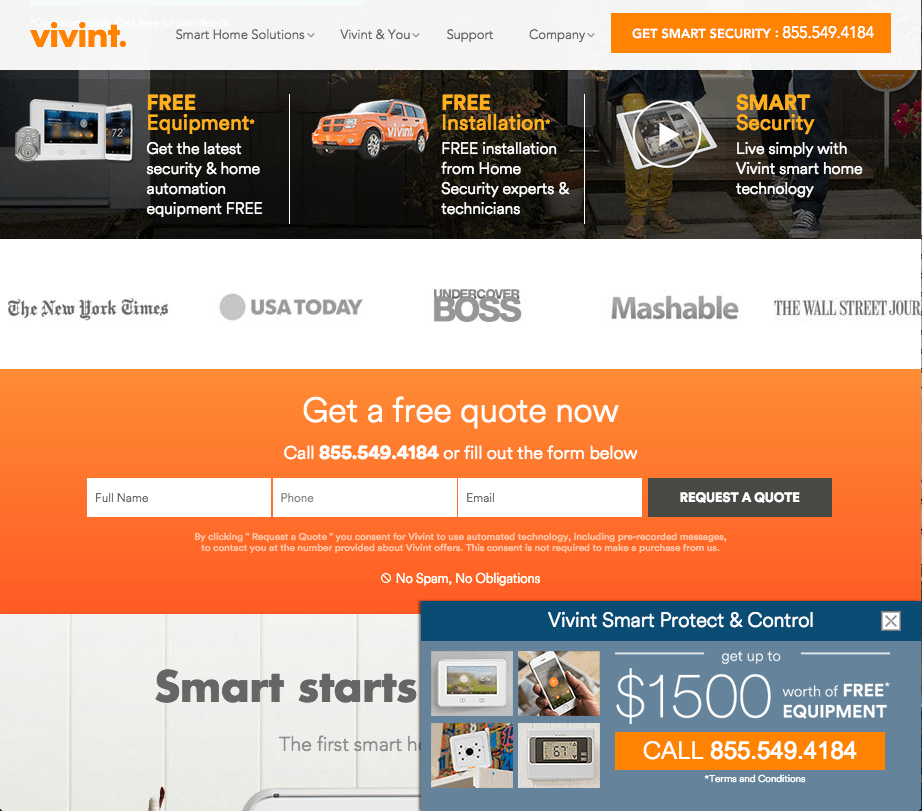 Click here for plan details.
vivint.
Smart Home Solutions
Vivint & You
Support
Company
GET SMART SECURITY : 855.549.4184
FREE
Equipment*
Get the latest
security & home
automation
equipment FREE
72
vivint.
FREE
Installation*
FREE installation
from Home
Security experts &
technicians
SMART
Security
Live simply with
Vivint smart home
technology
The New York Times
USA TODAY
UNDERCOVER
BOSS
Mashable
THE WALL STREET JOUR
Get a free quote now
Call 855.549.4184 or fill out the form below
Full Name
Phone
Email
REQUEST A QUOTE
By clicking " Request a Quote " you consent for Vivint to use automated technology, including pre-recorded messages,
to contact you at the number provided about Vivint offers. This consent is not required to make a purchase from us.
No Spam, No Obligations
Smart starts
The first smart h
Vivint Smart Protect & Control
get up to
$1500
worth of FREE*
EQUIPMENT
67
CALL 855.549.4184
*Terms and Conditions